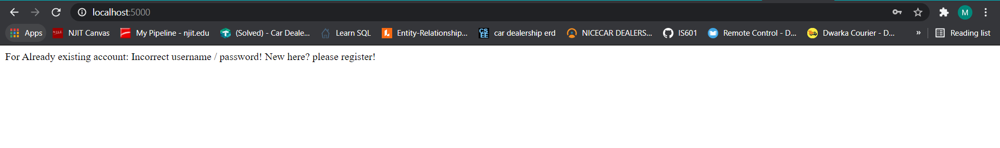 localhost:5000
M
Apps NJIT Canvas My Pipeline - njit.edu (Solved) - Car Deale... Learn SQL Entity-Relationship... CS EE car dealership erd NICECAR DEALERS... IS601 Remote Control - D... Dwarka Courier - D... » Reading list
For Already existing account: Incorrect username / password! New here? please register!